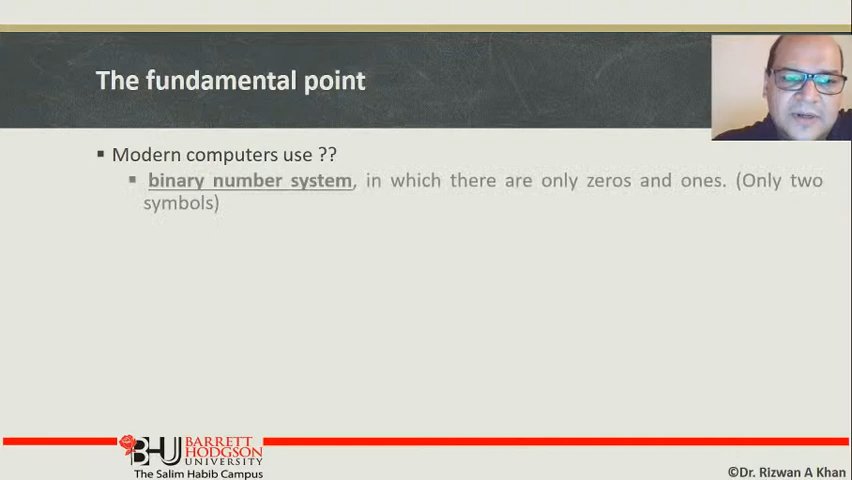 The fundamental point
▪ Modern computers use ??
▪ binary number system, in which there are only zeros and ones. (Only two
symbols)
BHU BARRETT
HODGSON
UNIVERSITY
The Salim Habib Campus
©Dr. Rizwan A Khan